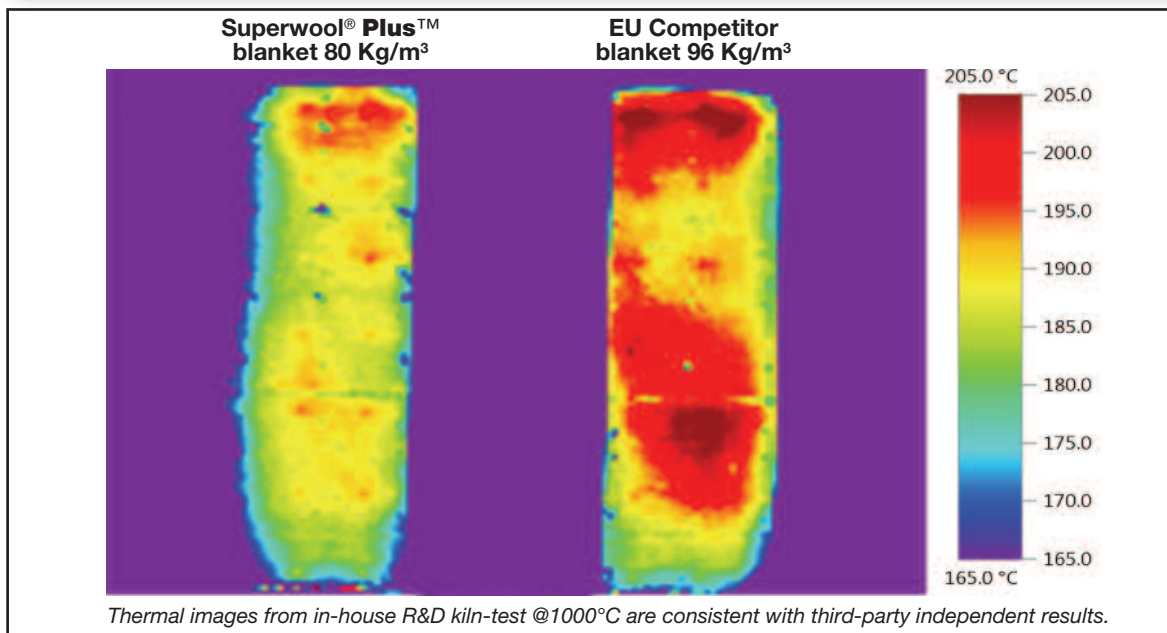 Superwool® Plus™
blanket 80 Kg/m³
EU Competitor
blanket 96 Kg/m³
205.0 °C
205.0
200.0
195.0
190.0
185.0
180.0
175.0
170.0
165.0
165.0 °C
Thermal images from in-house R&D kiln-test @1000°C are consistent with third-party independent results.